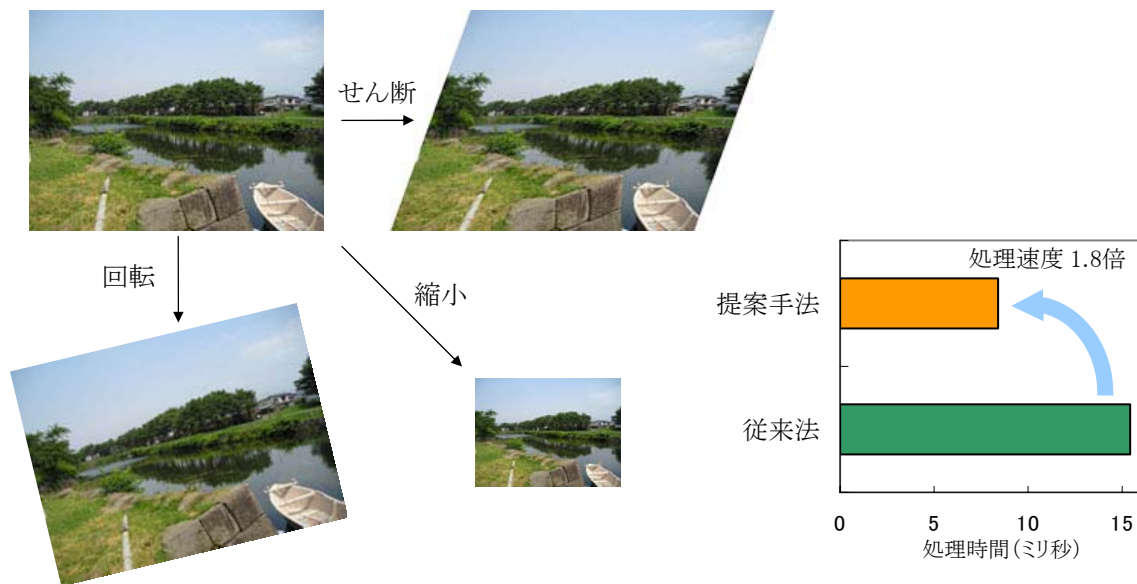 せん断
回転
縮小
処理速度 1.8倍
提案手法
従来法
0 5 10 15
処理時間(ミリ秒)